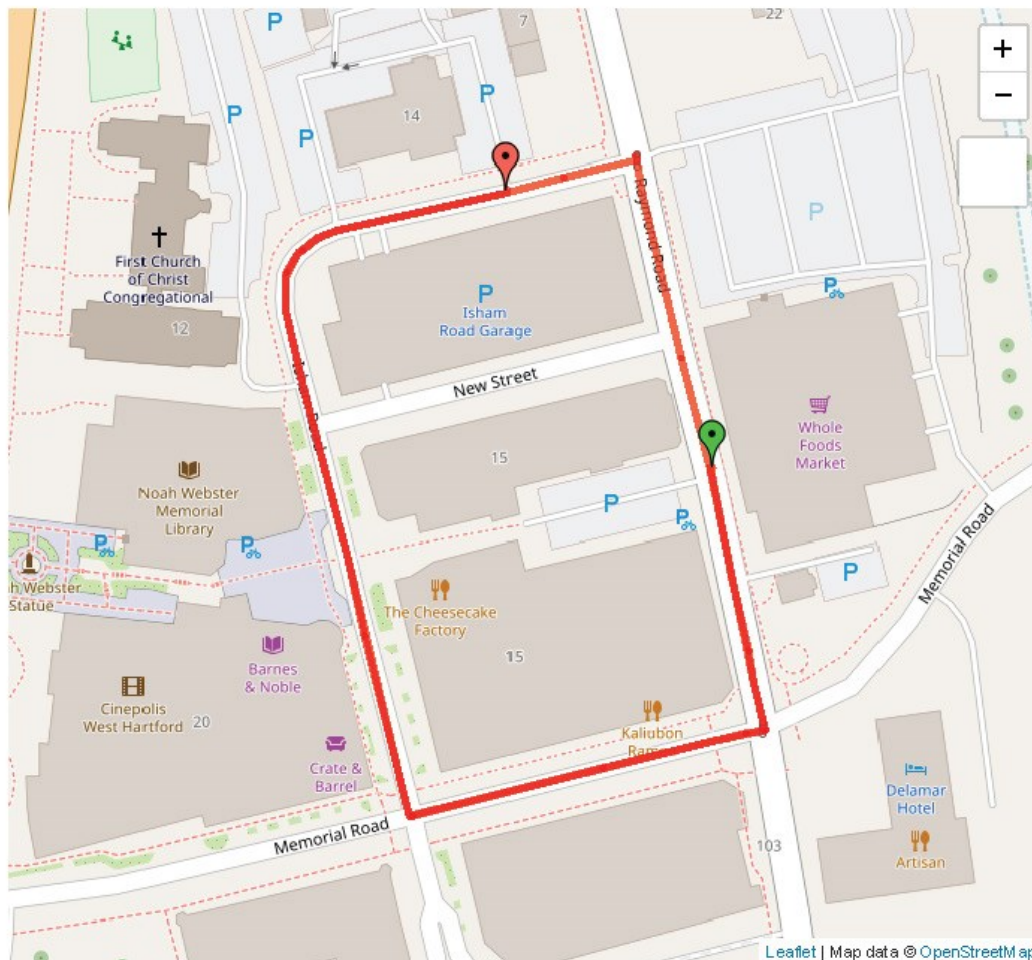 22
7
+
−
P
P
P
P
14
P
Raymond Road
First Church
of Christ
Congregational
12
P
Isham
Road Garage
P
New Street
Whole
Foods
Market
15
Noah Webster
Memorial
Library
P
P
Webster
Statue
Memorial Road
P
The Cheesecake
Factory
15
Barnes
& Noble
Cinepolis
West Hartford
20
Kaliubon
Crate &
Barrel
Delamar
Hotel
Memorial Road
103
Artisan
Leaflet | Map data © OpenStreetMap